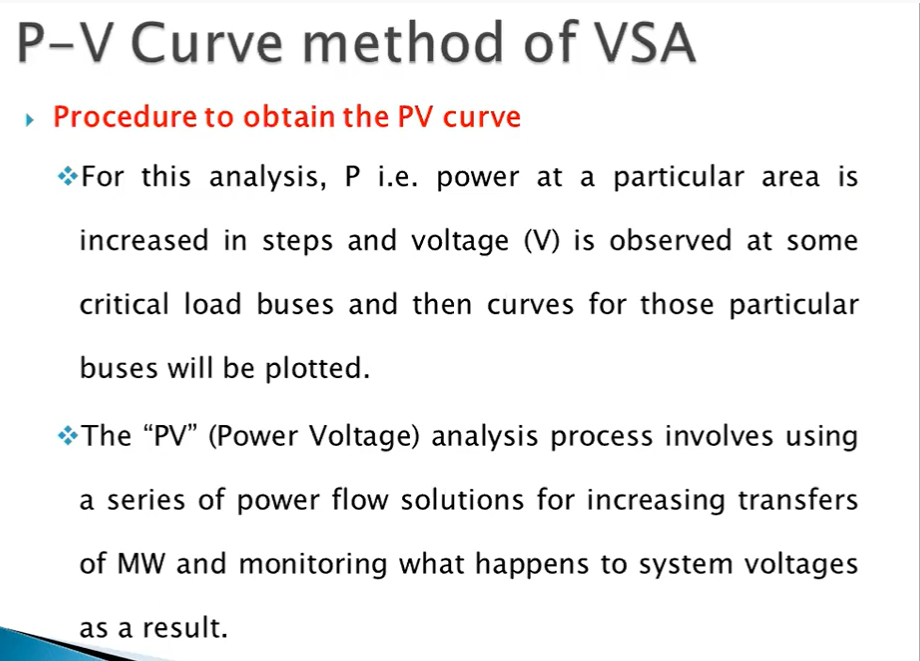 P-V Curve method of VSA
Procedure to obtain the PV curve
For this analysis, P i.e. power at a particular area is
increased in steps and voltage (V) is observed at some
critical load buses and then curves for those particular
buses will be plotted.
The “PV” (Power Voltage) analysis process involves using
a series of power flow solutions for increasing transfers
of MW and monitoring what happens to system voltages
as a result.